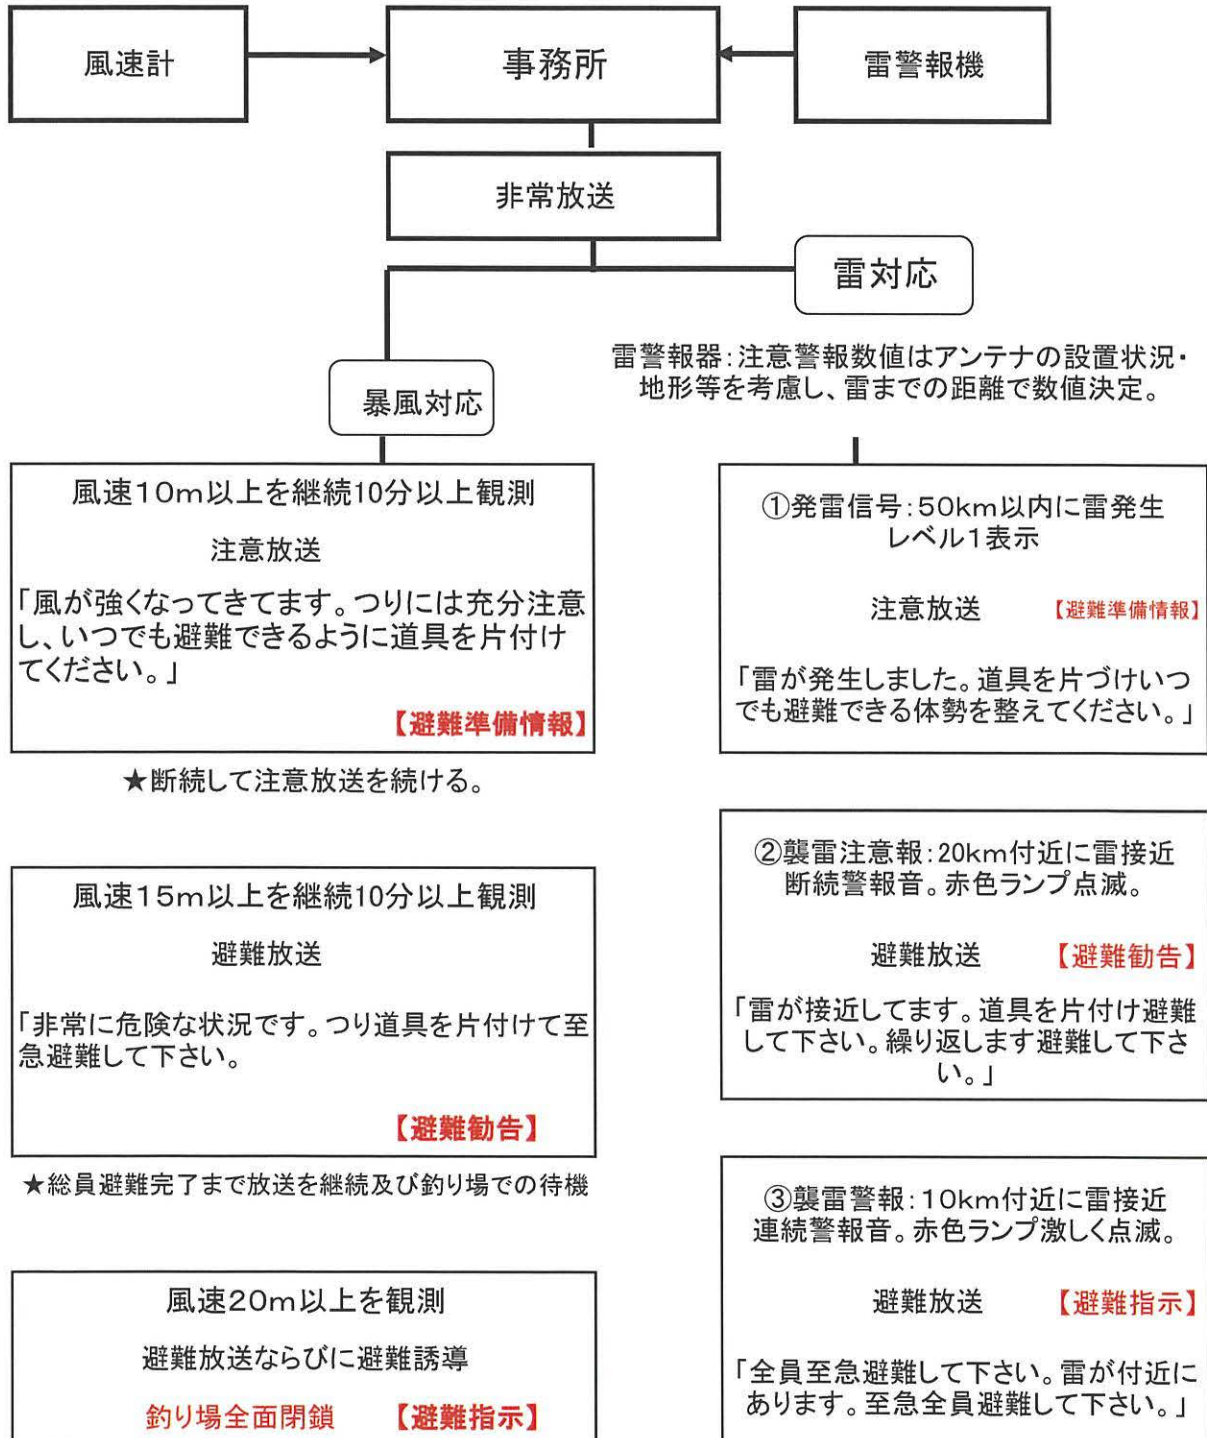 風速計
事務所
雷警報機
非常放送
雷対応
雷警報器:注意警報数値はアンテナの設置状況・
地形等を考慮し、雷までの距離で数値決定。
暴風対応
風速10m以上を継続10分以上観測
注意放送
「風が強くなってきてます。つりには充分注意
し、いつでも避難できるように道具を片付け
てください。」
【避難準備情報】
★断続して注意放送を続ける。
風速15m以上を継続10分以上観測
避難放送
「非常に危険な状況です。つり道具を片付けて至
急避難して下さい。
【避難勧告】
★総員避難完了まで放送を継続及び釣り場での待機
風速20m以上を観測
避難放送ならびに避難誘導
釣り場全面閉鎖 【避難指示】
①発雷信号:50km以内に雷発生
レベル1表示
注意放送 【避難準備情報】
「雷が発生しました。道具を片づけいつ
でも避難できる体勢を整えてください。」
②襲雷注意報:20km付近に雷接近
断続警報音。赤色ランプ点滅。
避難放送 【避難勧告】
「雷が接近してます。道具を片付け避難
して下さい。繰り返します避難して下さ
い。」
③襲雷警報:10km付近に雷接近
連続警報音。赤色ランプ激しく点滅。
避難放送 【避難指示】
「全員至急避難して下さい。雷が付近に
あります。至急全員避難して下さい。」